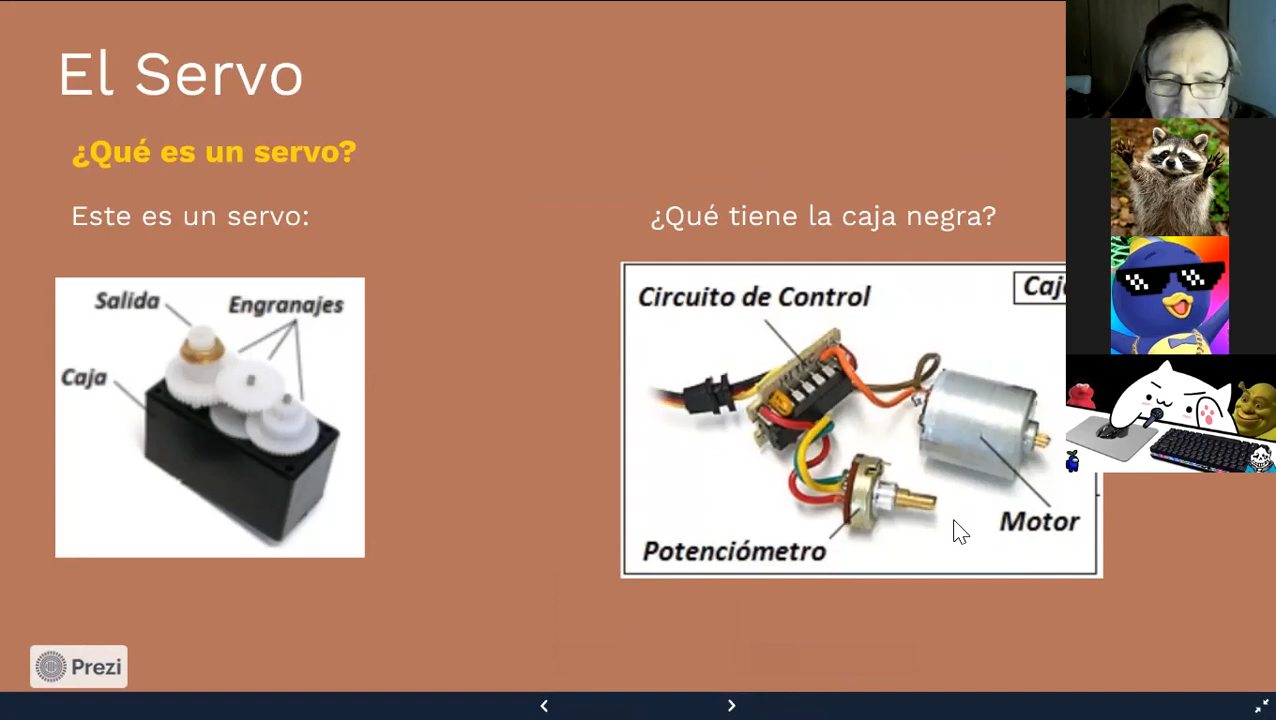 El Servo
¿Qué es un servo?
Este es un servo:
Salida
Engranajes
Caja
¿Qué tiene la caja negra?
Circuito de Control
Motor
Potenciómetro
Prezi